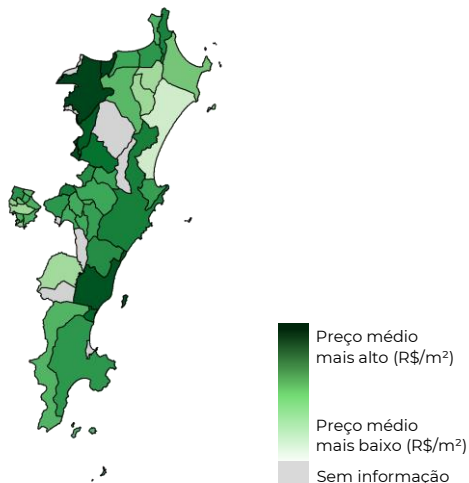 Preço médio
mais alto (R$/m²)
Preço médio
mais baixo (R$/m²)
Sem informação